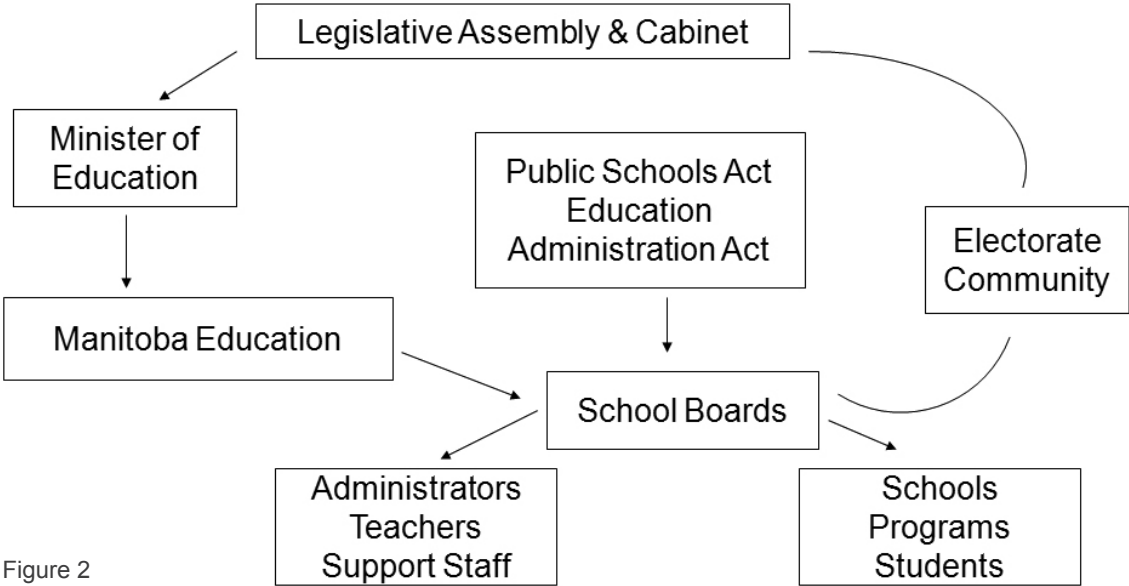 Legislative Assembly & Cabinet
Minister of
Education
Public Schools Act
Education
Administration Act
Electorate
Community
Manitoba Education
School Boards
Administrators
Teachers
Support Staff
Schools
Programs
Students
Figure 2